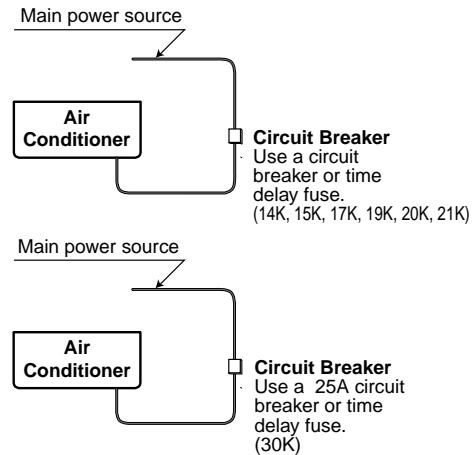 Main power source
Air
Conditioner
Circuit Breaker
Use a circuit
breaker or time
delay fuse.
(14K, 15K, 17K, 19K, 20K, 21K)
Main power source
Air
Conditioner
Circuit Breaker
Use a 25A circuit
breaker or time
delay fuse.
(30K)